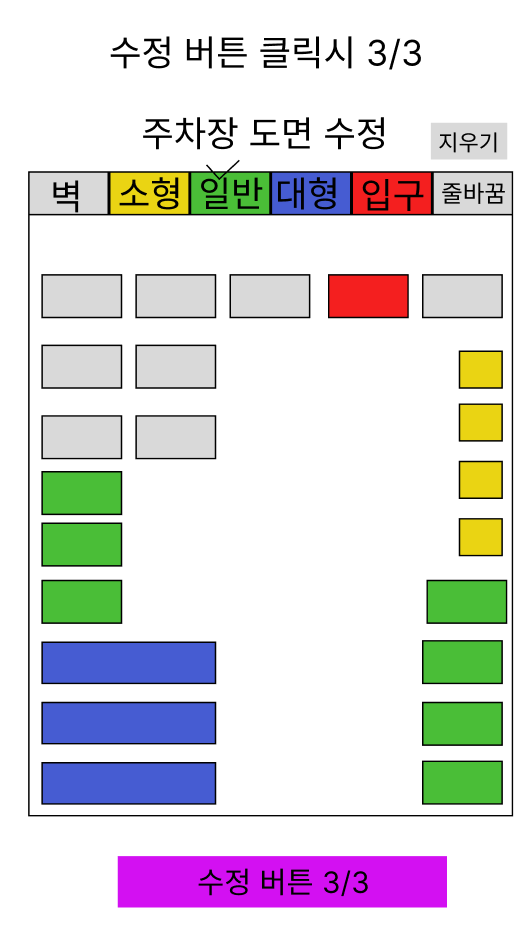 수정 버튼 클릭시 3/3
주차장 도면 수정
지우기
벽 소형 일반 대형 입구 줄바꿈
수정 버튼 3/3